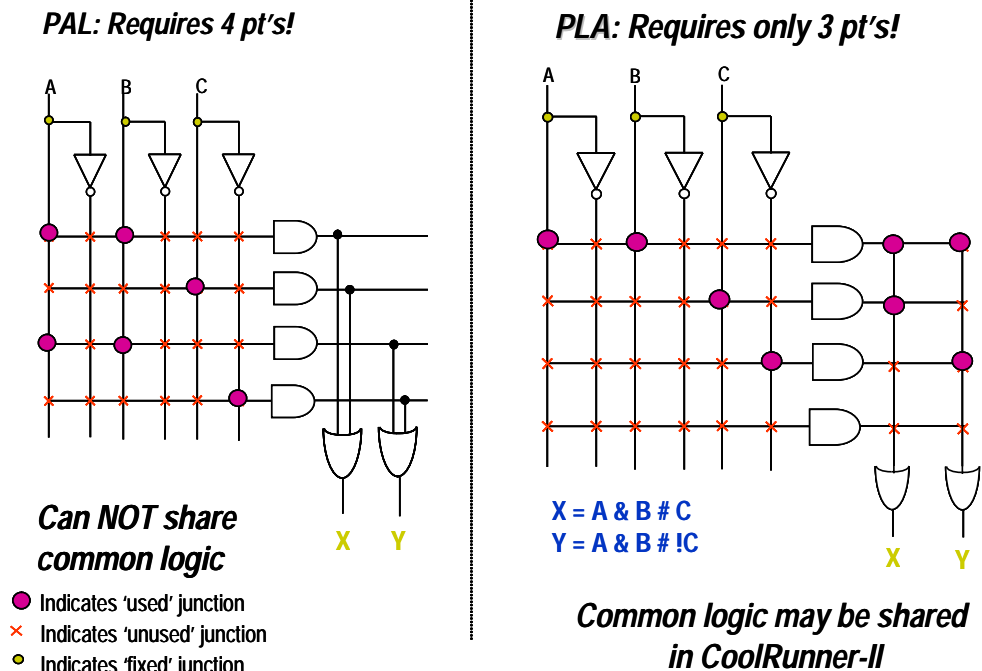 PAL: Requires 4 pt's!
A B C
X Y
Can NOT share
common logic
Indicates 'used' junction
Indicates 'unused' junction
Indicates 'fixed' junction
PLA: Requires only 3 pt's!
A B C
X = A & B # C
Y = A & B # !C
X Y
Common logic may be shared
in CoolRunner-II